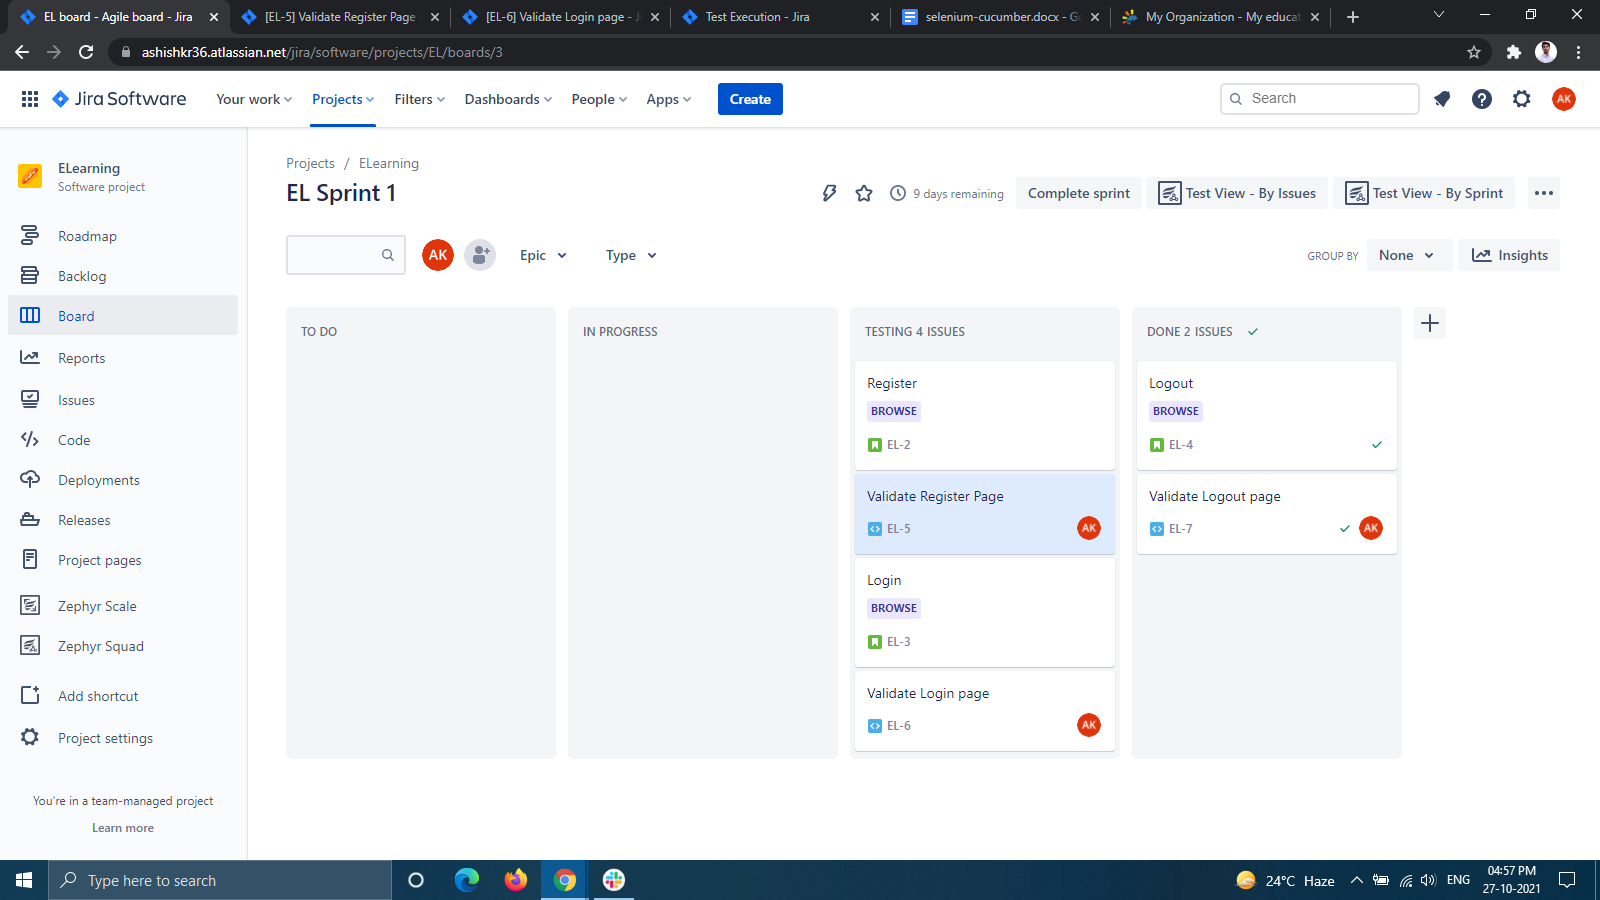 EL board - Agile board - Jira
[EL-5] Validate Register Page
[EL-6] Validate Login page - Ji
Test Execution - Jira
selenium-cucumber.docx - Go
My Organization - My educat
ashishkr36.atlassian.net/jira/software/projects/EL/boards/3
Jira Software
Your work
Projects
Filters
Dashboards
People
Apps
Create
Search
AK
ELearning
Software project
Roadmap
Backlog
Board
Reports
Issues
Code
Deployments
Releases
Project pages
Zephyr Scale
Zephyr Squad
Add shortcut
Project settings
You're in a team-managed project
Learn more
Projects / ELearning
EL Sprint 1
9 days remaining
Complete sprint
Test View - By Issues
Test View - By Sprint
AK
Epic
Type
GROUP BY
None
Insights
TO DO
IN PROGRESS
TESTING 4 ISSUES
Register
BROWSE
EL-2
Validate Register Page
EL-5
AK
Login
BROWSE
EL-3
Validate Login page
EL-6
AK
DONE 2 ISSUES
Logout
BROWSE
EL-4
Validate Logout page
EL-7
AK
Type here to search
24°C Haze
ENG
04:57 PM
27-10-2021